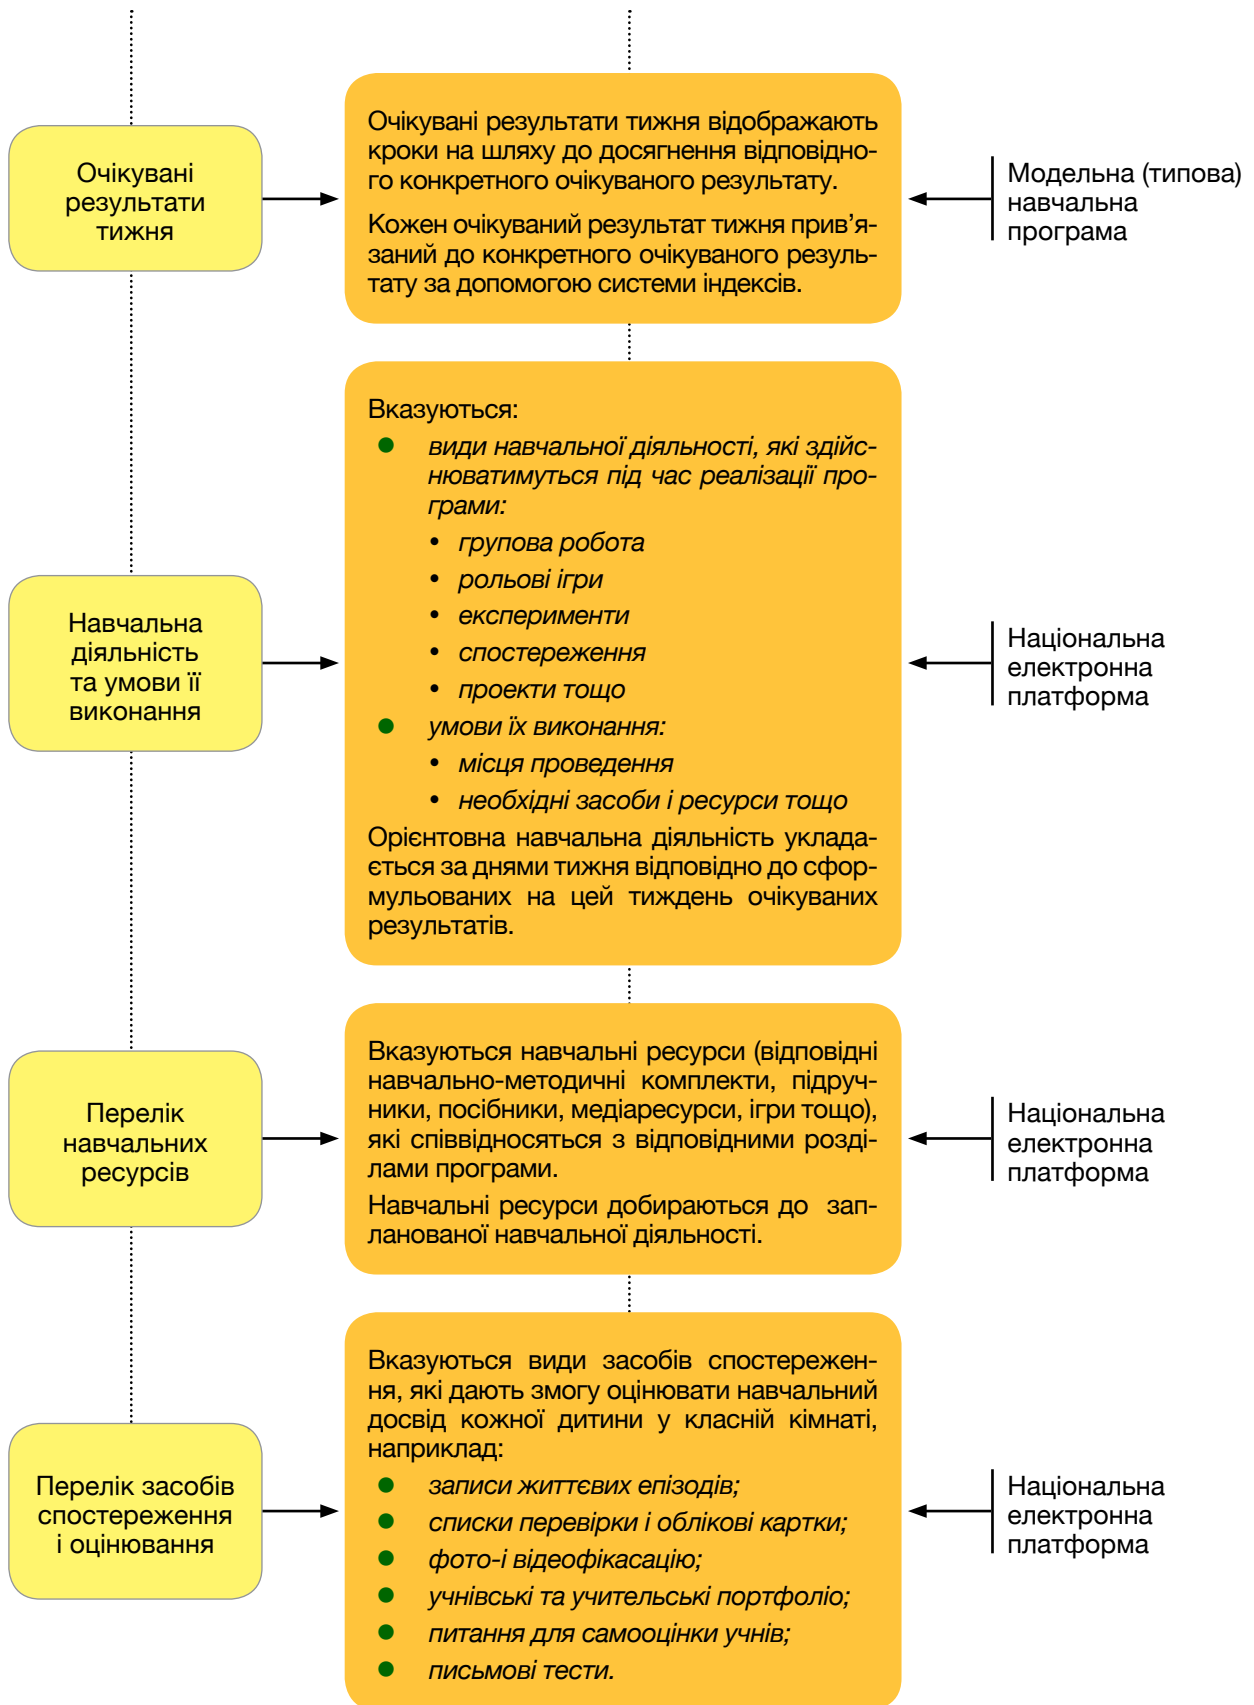 Очікувані
результати
тижня
Очікувані результати тижня відображають
кроки на шляху до досягнення відповідно-
го конкретного очікуваного результату.
Кожен очікуваний результат тижня прив’я-
заний до конкретного очікуваного резуль-
тату за допомогою системи індексів.
Модельна (типова)
навчальна
програма
Навчальна
діяльність
та умови її
виконання
Вказуються:
● види навчальної діяльності, які здійс-
нюватимуться під час реалізації про-
грами:
• групова робота
• рольові ігри
• експерименти
• спостереження
• проекти тощо
● умови їх виконання:
• місця проведення
• необхідні засоби і ресурси тощо
Орієнтовна навчальна діяльність уклада-
ється за днями тижня відповідно до сфор-
мульованих на цей тиждень очікуваних
результатів.
Національна
електронна
платформа
Перелік
навчальних
ресурсів
Вказуються навчальні ресурси (відповідні
навчально-методичні комплекти, підруч-
ники, посібники, медіаресурси, ігри тощо),
які співвідносяться з відповідними розді-
лами програми.
Навчальні ресурси добираються до зап-
ланованої навчальної діяльності.
Національна
електронна
платформа
Перелік засобів
спостереження
і оцінювання
Вказуються види засобів спостережен-
ня, які дають змогу оцінювати навчальний
досвід кожної дитини у класній кімнаті,
наприклад:
● записи життєвих епізодів;
● списки перевірки і облікові картки;
● фото-і відеофікасацію;
● учнівські та учительські портфоліо;
● питання для самооцінки учнів;
● письмові тести.
Національна
електронна
платформа